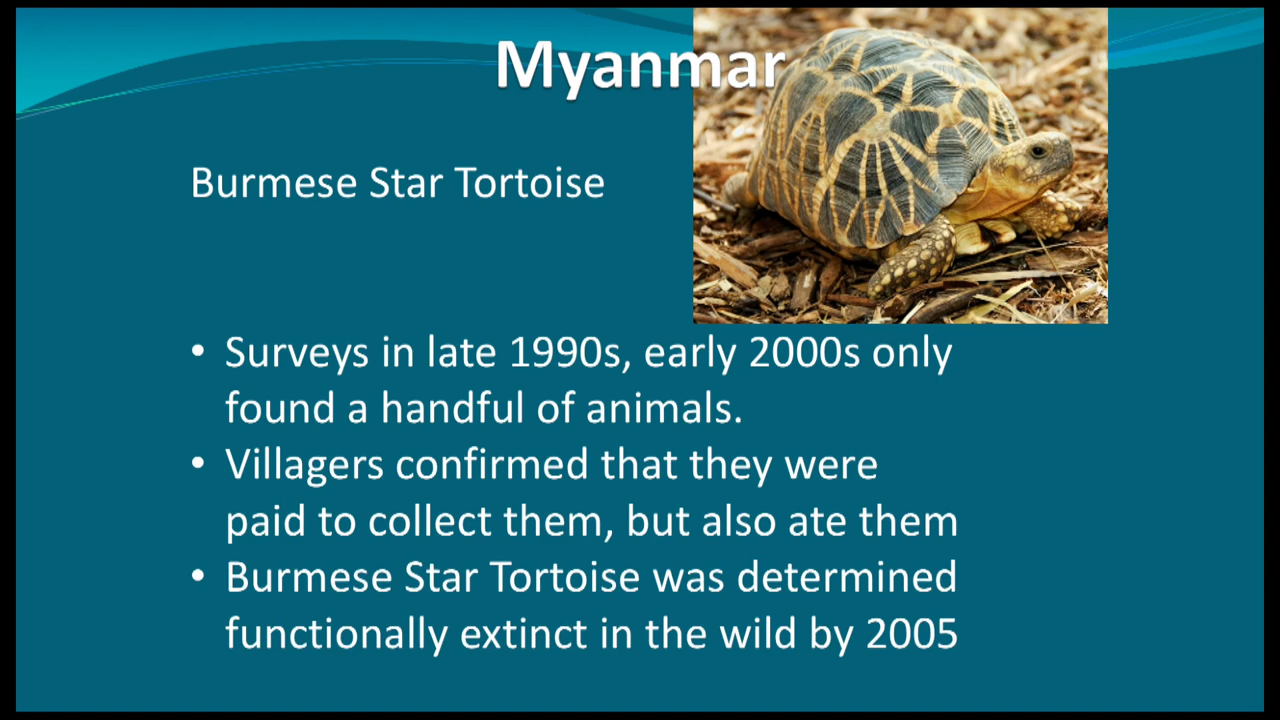 Myanmar
Burmese Star Tortoise
• Surveys in late 1990s, early 2000s only
found a handful of animals.
• Villagers confirmed that they were
paid to collect them, but also ate them
• Burmese Star Tortoise was determined
functionally extinct in the wild by 2005